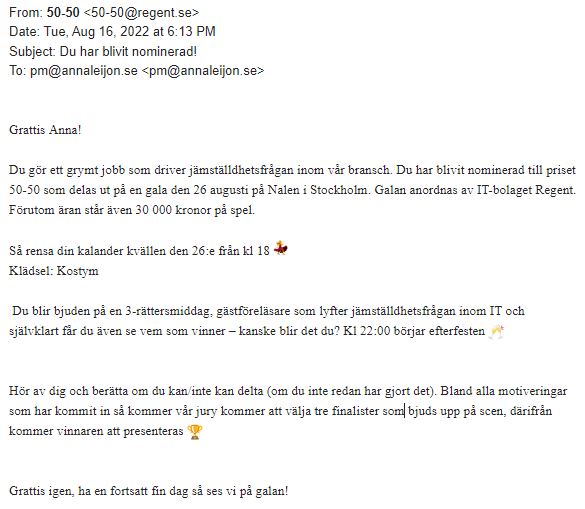 From: 50-50 <50-50@regent.se>
Date: Tue, Aug 16, 2022 at 6:13 PM
Subject: Du har blivit nominerad!
To: pm@annaleijon.se <pm@annaleijon.se>
Grattis Anna!
Du gör ett grymt jobb som driver jämställdhetsfrågan inom vår bransch. Du har blivit nominerad till priset
50-50 som delas ut på en gala den 26 augusti på Nalen i Stockholm. Galan anordnas av IT-bolaget Regent.
Förutom äran står även 30 000 kronor på spel.
Så rensa din kalander kvällen den 26:e från kl 18 💃
Klädsel: Kostym
Du blir bjuden på en 3-rättersmiddag, gästföreläsare som lyfter jämställdhetsfrågan inom IT och
självklart får du även se vem som vinner – kanske blir det du? Kl 22:00 börjar efterfesten 🥂
Hör av dig och berätta om du kan/inte kan delta (om du inte redan har gjort det). Bland alla motiveringar
som har kommit in så kommer vår jury kommer att välja tre finalister som bjuds upp på scen, därifrån
kommer vinnaren att presenteras 🏆
Grattis igen, ha en fortsatt fin dag så ses vi på galan!